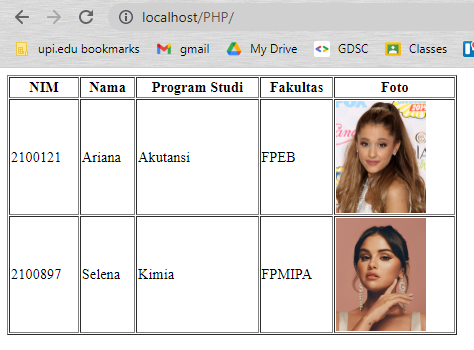 localhost/PHP/
upi.edu bookmarks gmail My Drive GDSC Classes
NIM Nama Program Studi Fakultas Foto
2100121 Ariana Akutansi FPEB
2100897 Selena Kimia FPMIPA